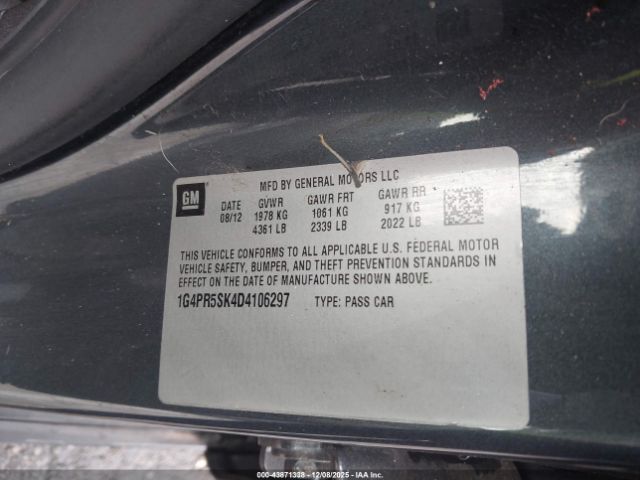 GM
MFD BY GENERAL MOTORS LLC
DATE GVWR GAWR FRT GAWR RR
08/12 1978 KG 1061 KG 917 KG
4361 LB 2339 LB 2022 LB
THIS VEHICLE CONFORMS TO ALL APPLICABLE U.S. FEDERAL MOTOR
VEHICLE SAFETY, BUMPER, AND THEFT PREVENTION STANDARDS IN
EFFECT ON THE DATE OF MANUFACTURE SHOWN ABOVE.
1G4PR5SK4D4106297 TYPE: PASS CAR
00-43871338 - 12/08/2025 - IAA Inc.